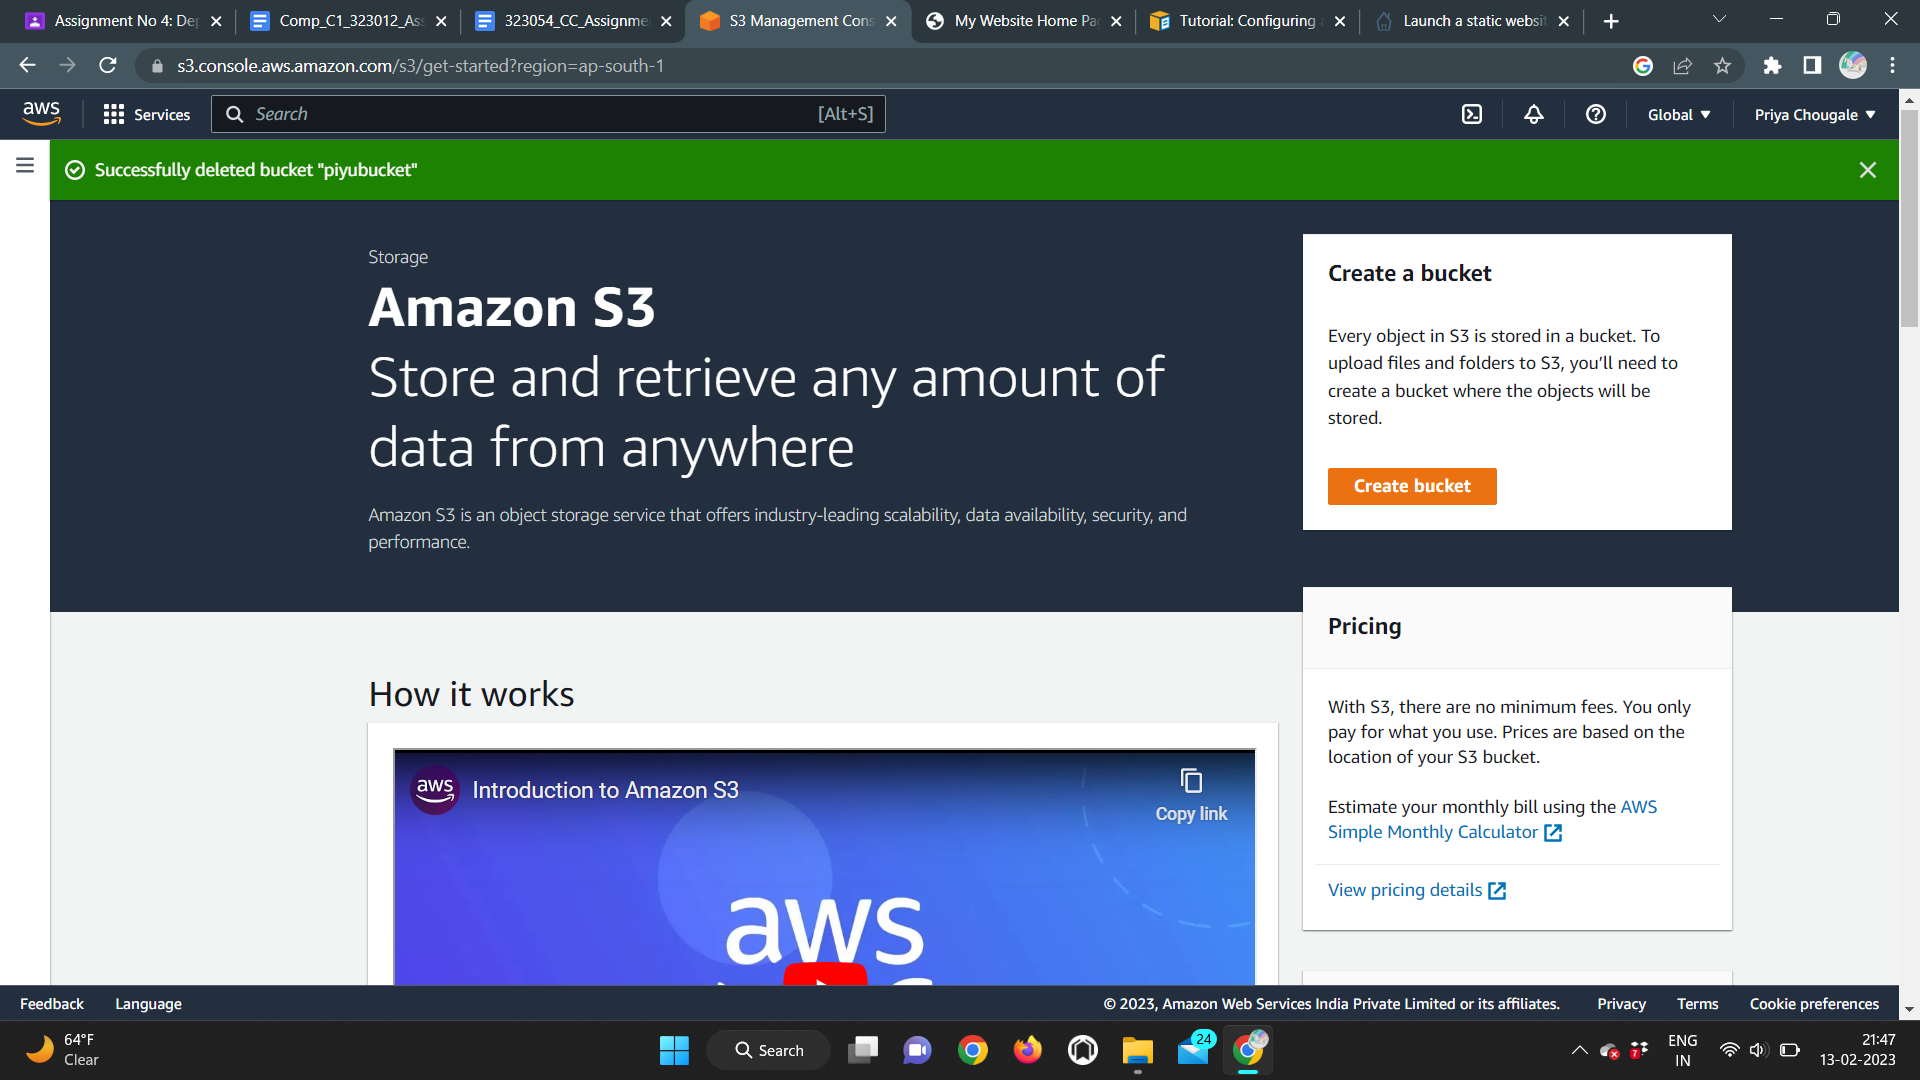 Assignment No 4: Dep
Comp_C1_323012_Ass
323054_CC_Assignme
S3 Management Cons
My Website Home Pa
Tutorial: Configuring a
Launch a static websit
s3.console.aws.amazon.com/s3/get-started?region=ap-south-1
aws
Services
Search
[Alt+S]
Global
Priya Chougale
Successfully deleted bucket "piyubucket"
Storage
Amazon S3
Store and retrieve any amount of
data from anywhere
Amazon S3 is an object storage service that offers industry-leading scalability, data availability, security, and
performance.
Create a bucket
Every object in S3 is stored in a bucket. To
upload files and folders to S3, you’ll need to
create a bucket where the objects will be
stored.
Create bucket
Pricing
With S3, there are no minimum fees. You only
pay for what you use. Prices are based on the
location of your S3 bucket.
Estimate your monthly bill using the AWS
Simple Monthly Calculator
View pricing details
How it works
aws
Introduction to Amazon S3
Copy link
aws
Feedback
Language
© 2023, Amazon Web Services India Private Limited or its affiliates.
Privacy
Terms
Cookie preferences
64°F
Clear
Search
24
7
ENG
IN
21:47
13-02-2023